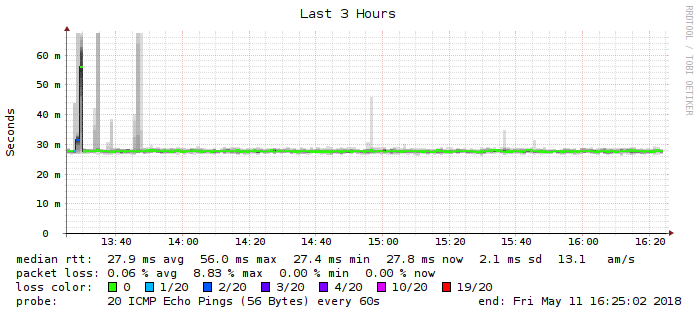 Last 3 Hours
RRDTOOL / TOBI OETIKER
Seconds
60 m
50 m
40 m
30 m
20 m
10 m
0
13:40 14:00 14:20 14:40 15:00 15:20 15:40 16:00 16:20
median rtt: 27.9 ms avg 56.0 ms max 27.4 ms min 27.8 ms now 2.1 ms sd 13.1 am/s
packet loss: 0.06 % avg 8.83 % max 0.00 % min 0.00 % now
loss color: 0 1/20 2/20 3/20 4/20 10/20 19/20
probe: 20 ICMP Echo Pings (56 Bytes) every 60s end: Fri May 11 16:25:02 2018